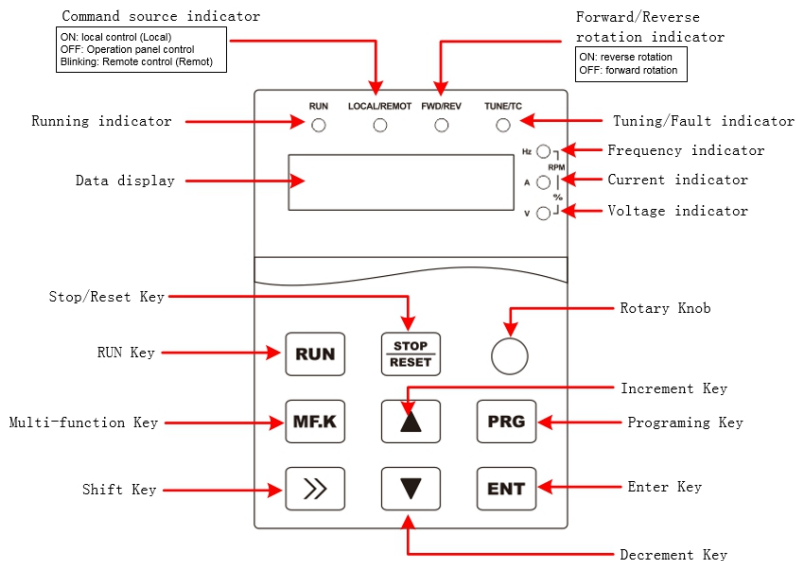 Command source indicator
ON: local control (Local)
OFF: Operation panel control
Blinking: Remote control (Remot)
Forward/Reverse
rotation indicator
ON: reverse rotation
OFF: forward rotation
RUN LOCAL/REMOT FWD/REV TUNE/TC
Running indicator
Tuning/Fault indicator
Hz
Frequency indicator
RPM
Data display
A
Current indicator
%
V
Voltage indicator
Stop/Reset Key
Rotary Knob
RUN Key
RUN
STOP
RESET
Increment Key
Multi-function Key
MF.K
PRG
Programing Key
Shift Key
ENT
Enter Key
Decrement Key